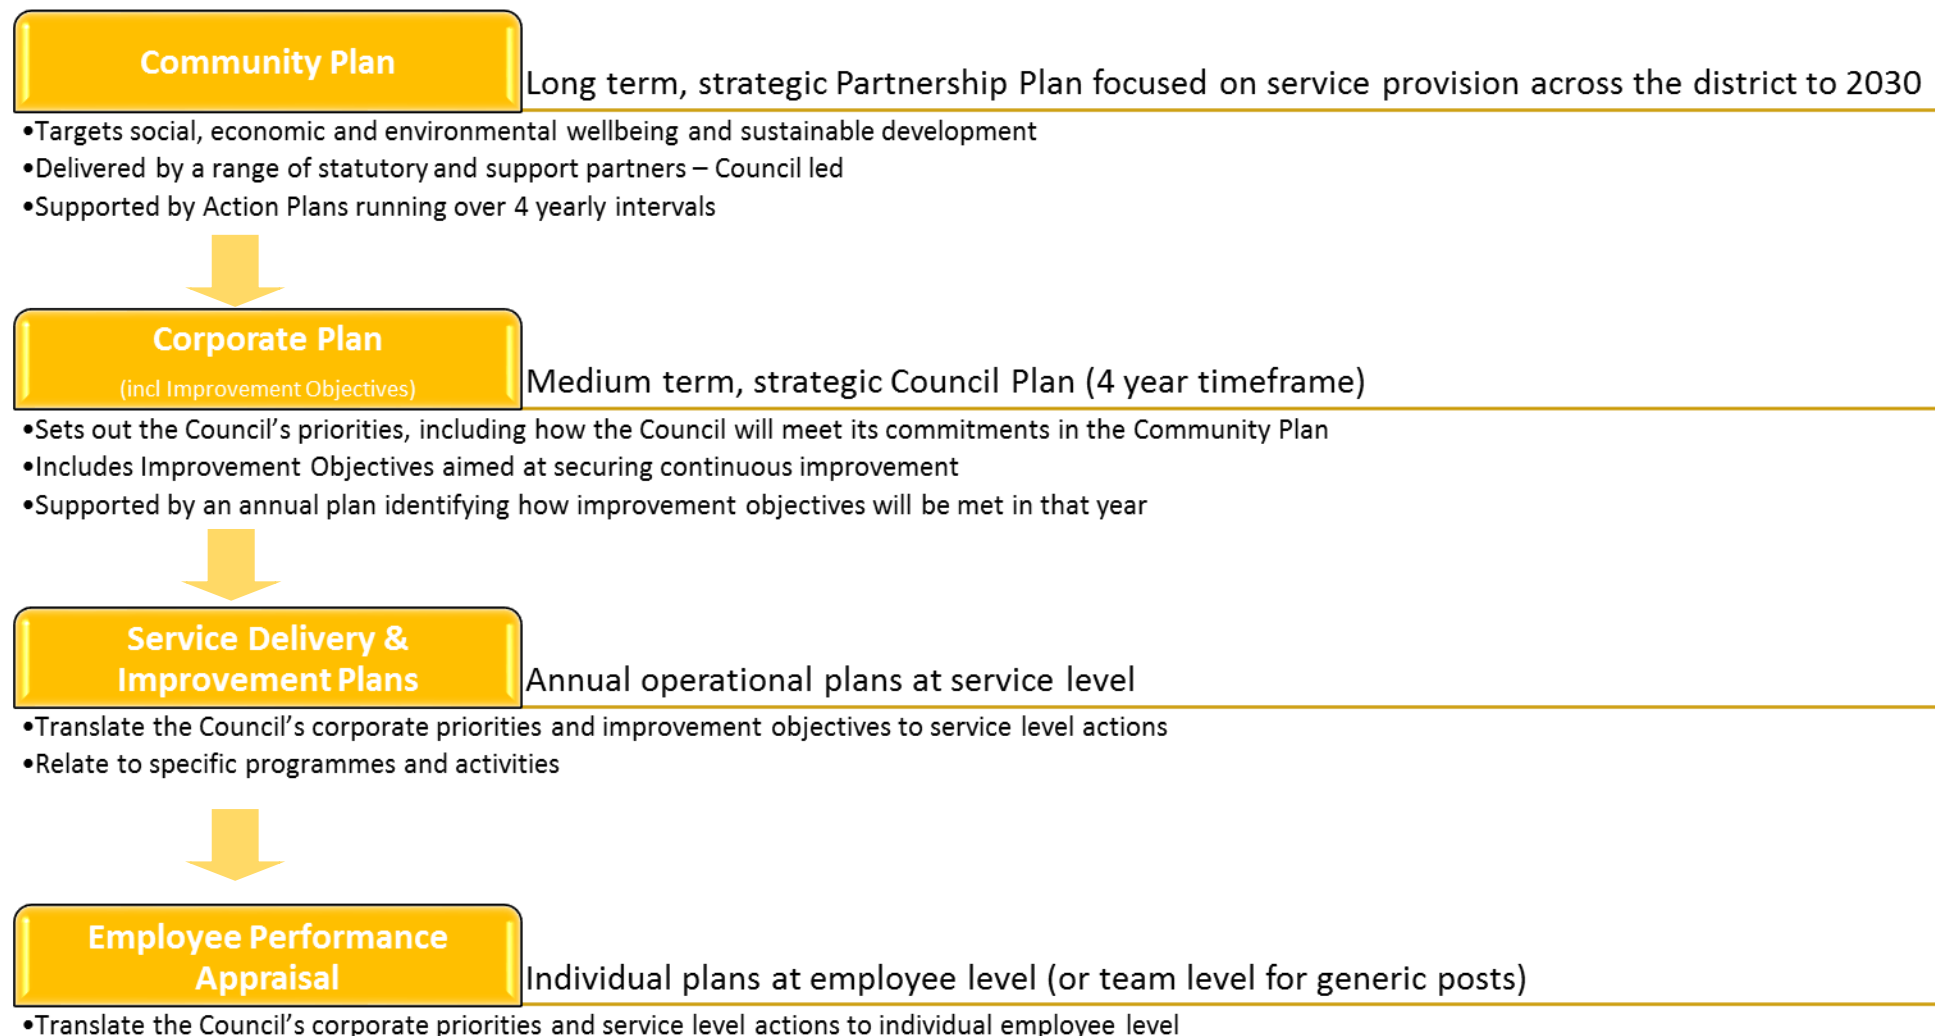 Community Plan
Long term, strategic Partnership Plan focused on service provision across the district to 2030
•Targets social, economic and environmental wellbeing and sustainable development
•Delivered by a range of statutory and support partners – Council led
•Supported by Action Plans running over 4 yearly intervals
Corporate Plan
(incl Improvement Objectives)
Medium term, strategic Council Plan (4 year timeframe)
•Sets out the Council’s priorities, including how the Council will meet its commitments in the Community Plan
•Includes Improvement Objectives aimed at securing continuous improvement
•Supported by an annual plan identifying how improvement objectives will be met in that year
Service Delivery &
Improvement Plans
Annual operational plans at service level
•Translate the Council’s corporate priorities and improvement objectives to service level actions
•Relate to specific programmes and activities
Employee Performance
Appraisal
Individual plans at employee level (or team level for generic posts)
•Translate the Council’s corporate priorities and service level actions to individual employee level